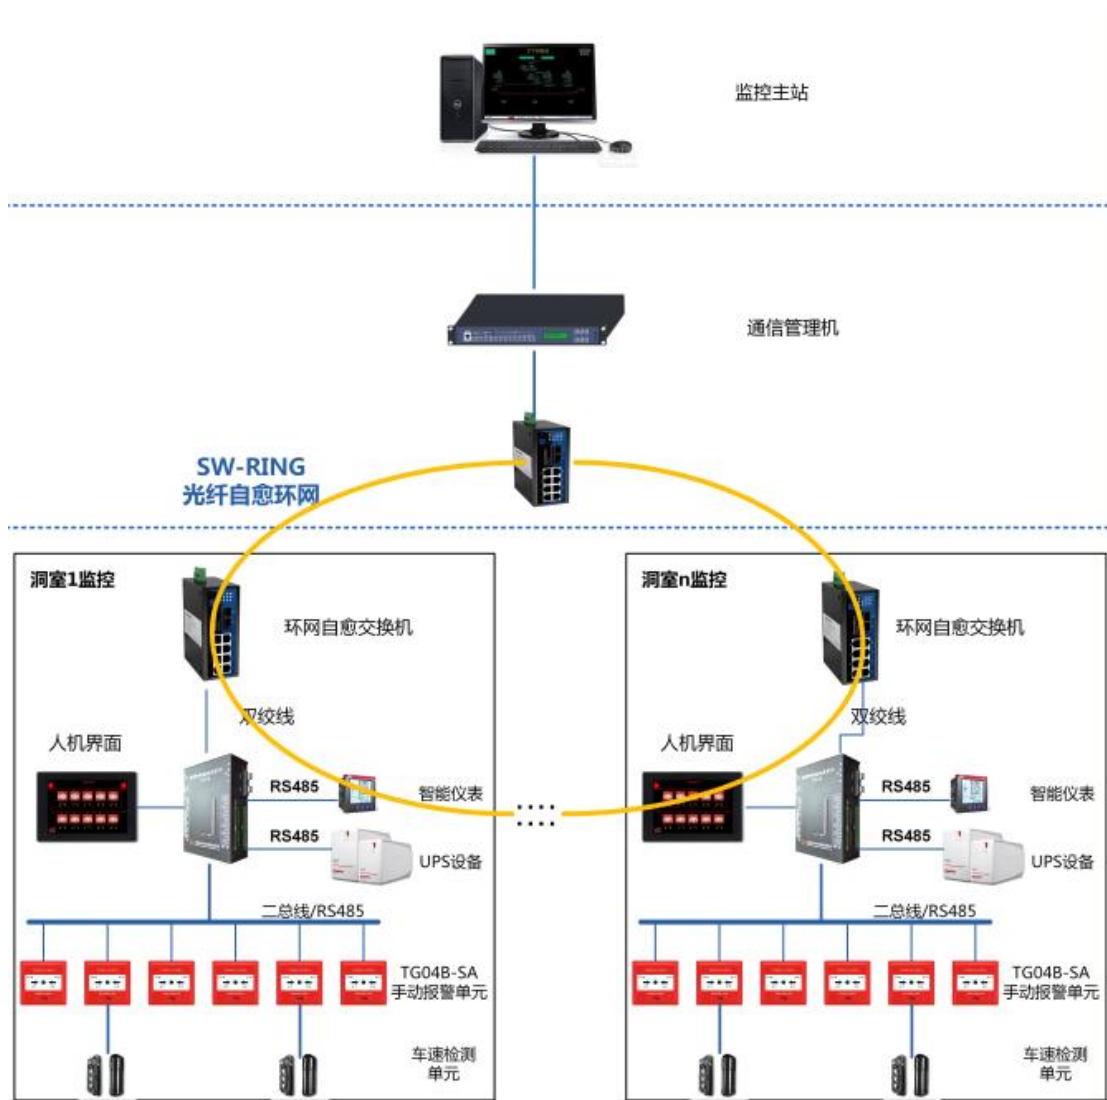 监控主站
通信管理机
SW-RING
光纤自愈环网
洞室1监控
环网自愈交换机
双绞线
人机界面
RS485
智能仪表
RS485
UPS设备
二总线/RS485
TG04B-SA
手动报警单元
车速检测
单元
洞室n监控
环网自愈交换机
双绞线
人机界面
RS485
智能仪表
RS485
UPS设备
二总线/RS485
TG04B-SA
手动报警单元
车速检测
单元